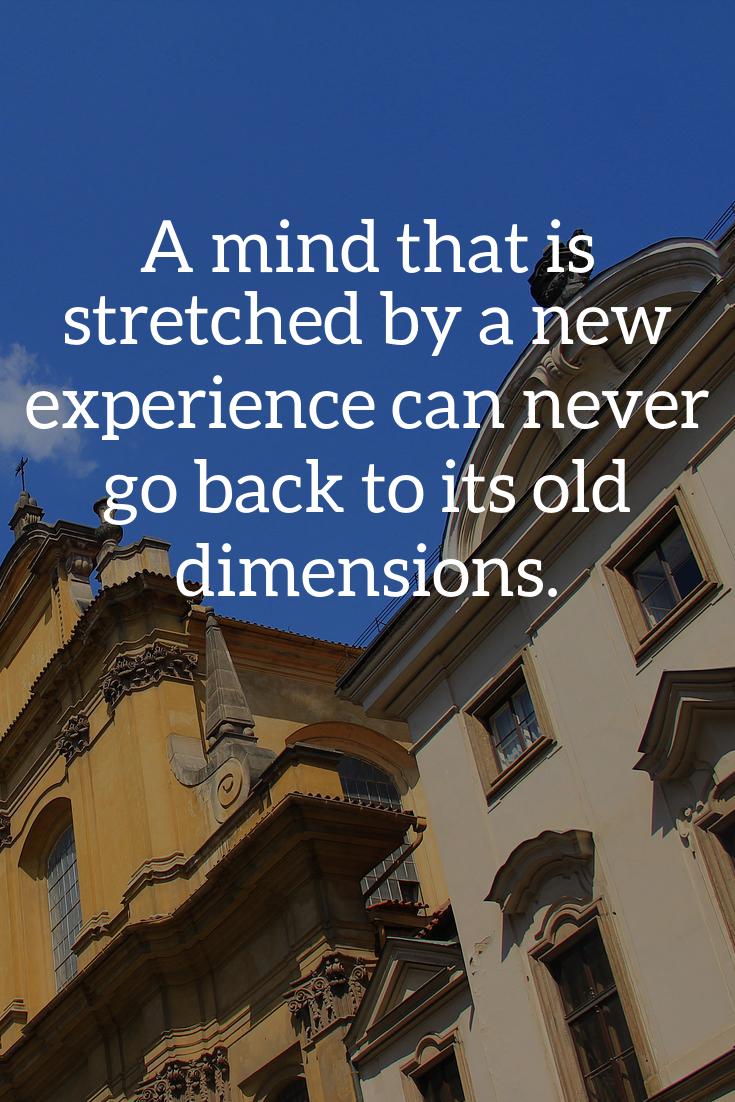 A mind that is
stretched by a new
experience can never
go back to its old
dimensions.